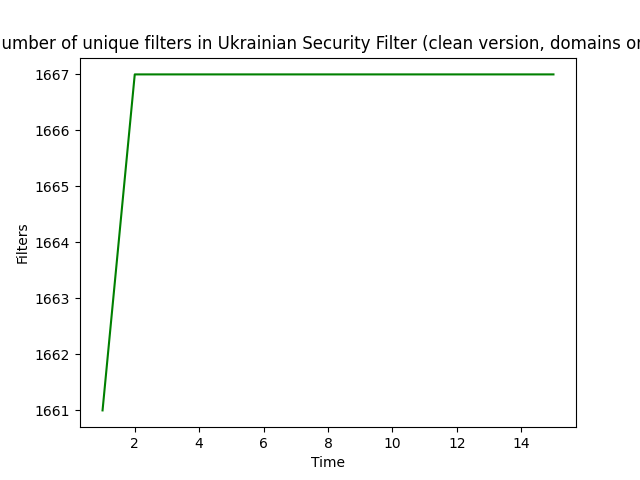 umber of unique filters in Ukrainian Security Filter (clean version, domains or
1667
1666
1665
1664
1663
1662
1661
Filters
2 4 6 8 10 12 14
Time